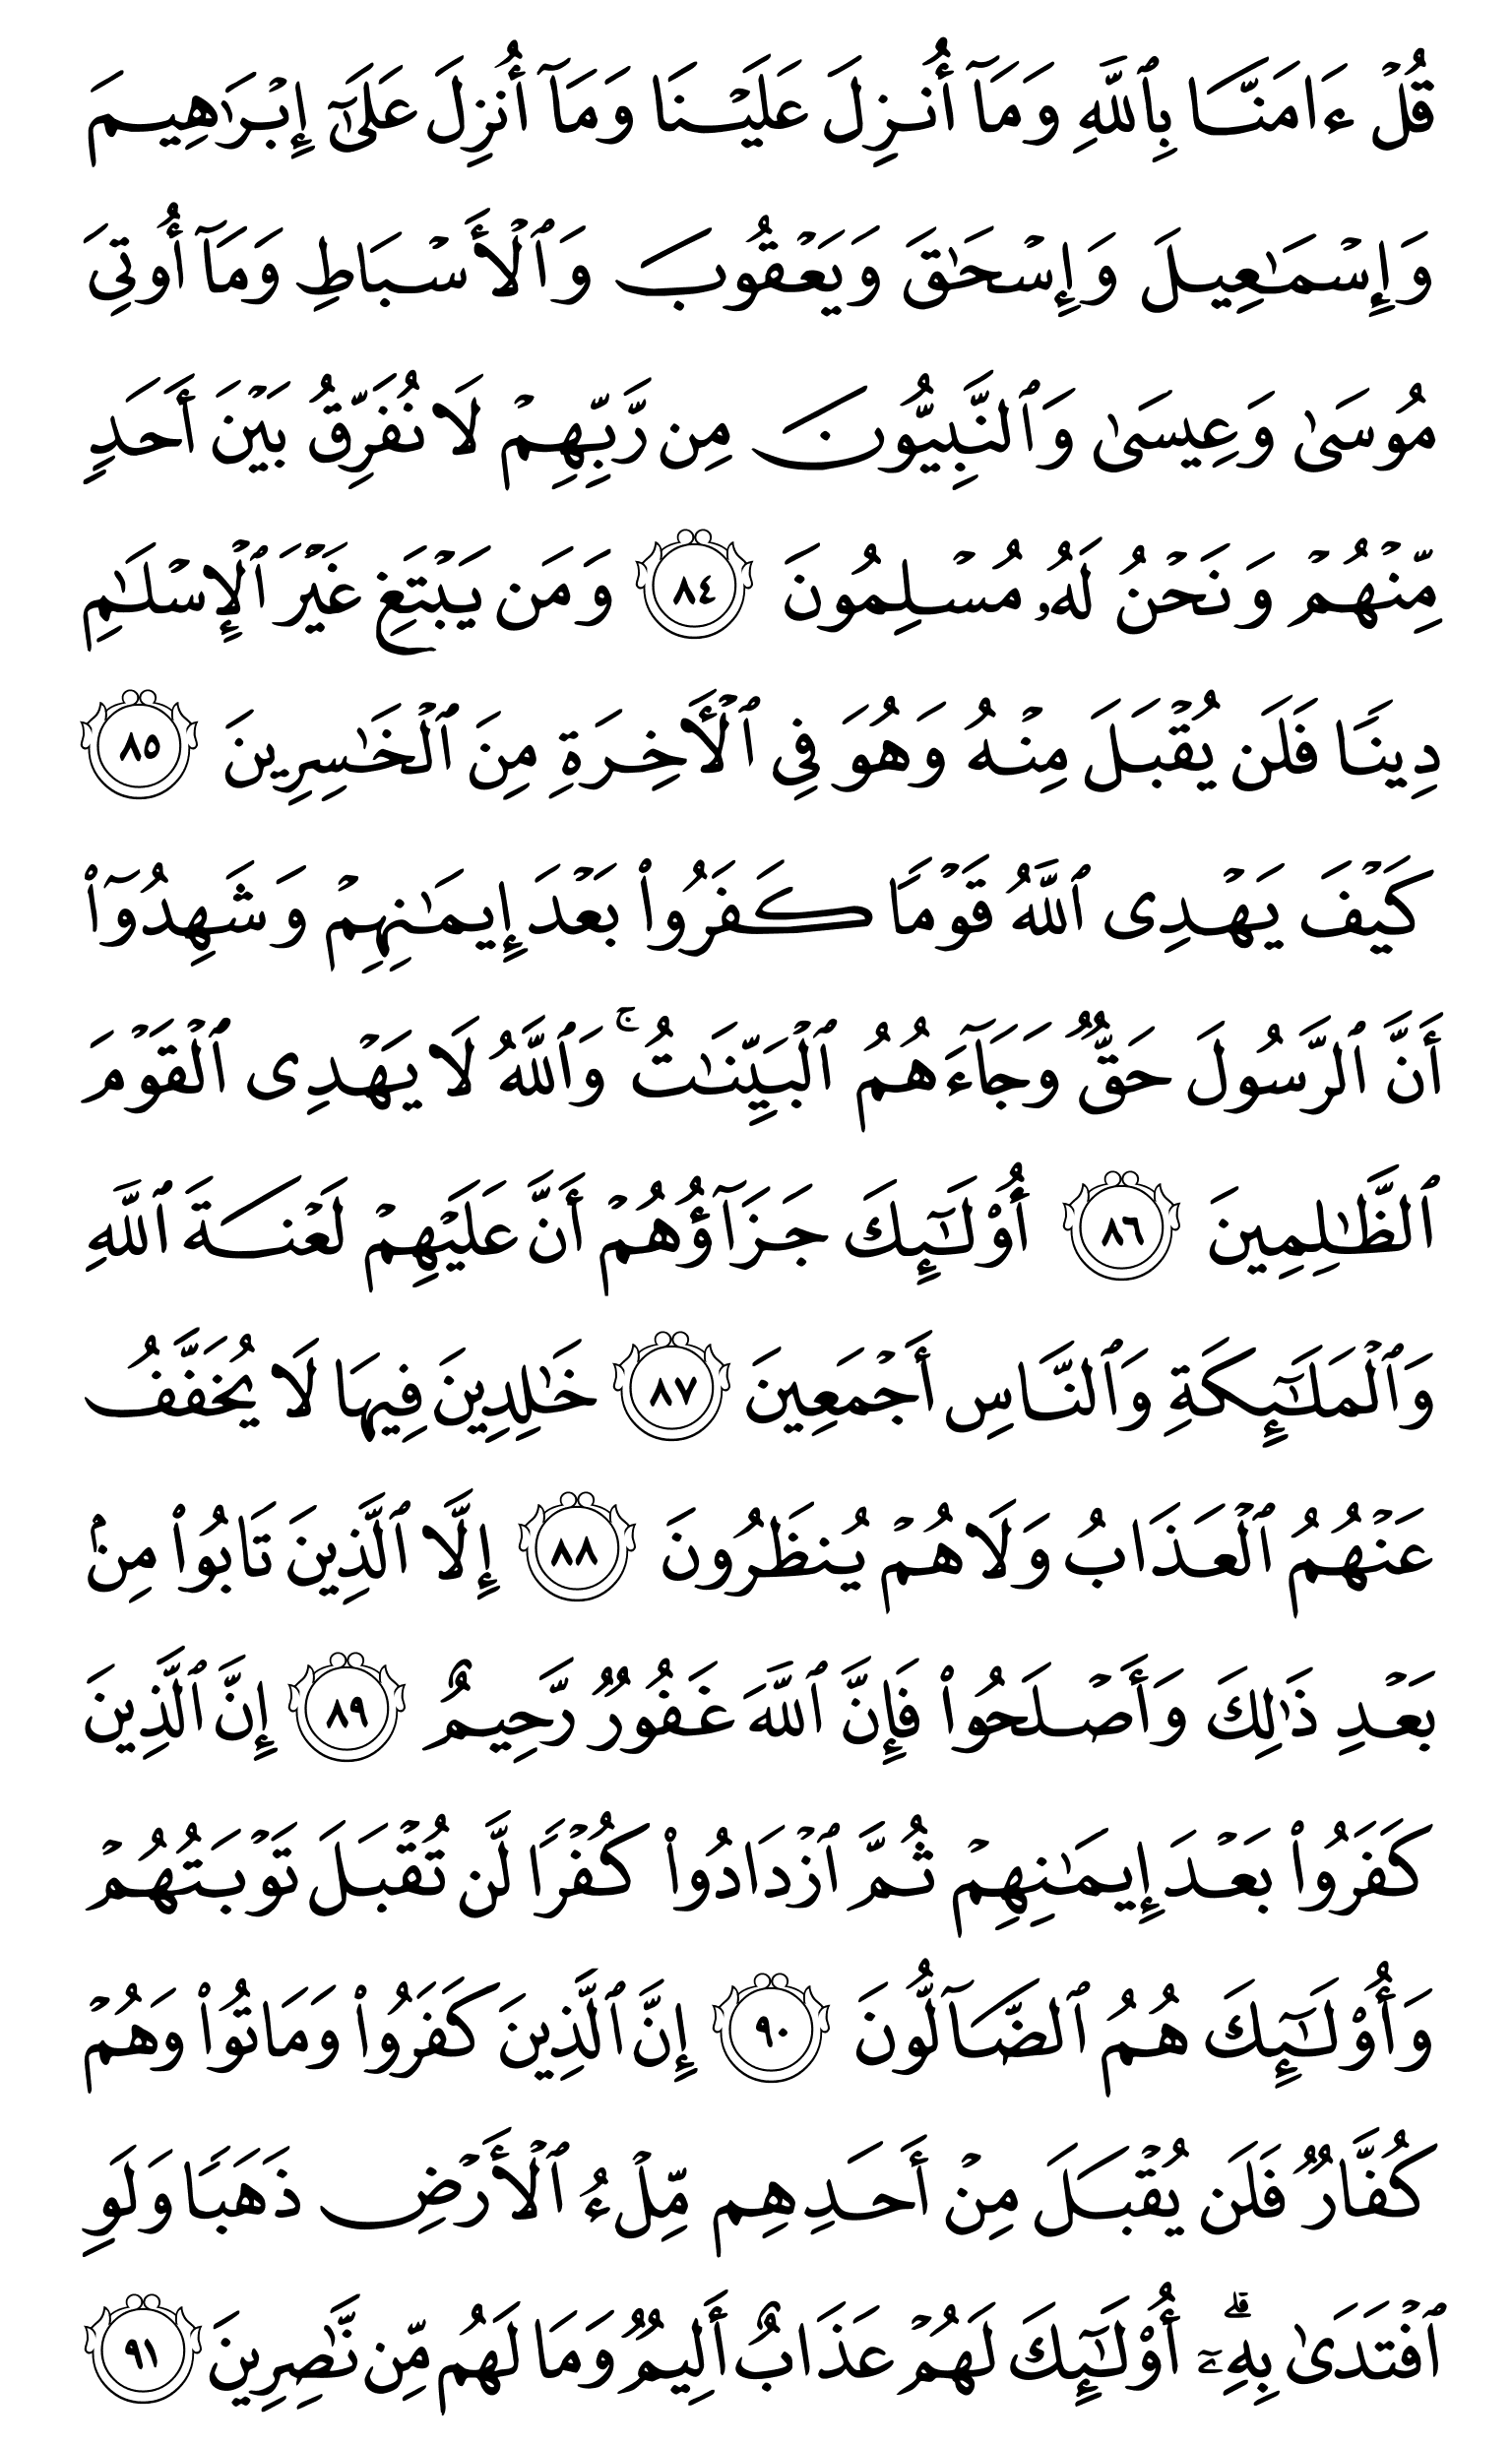 قُلْ ءَامَنَّا بِٱللَّهِ وَمَآ أُنزِلَ عَلَيْنَا وَمَآ أُنزِلَ عَلَىٰٓ إِبْرَٰهِيمَ
وَإِسْمَٰعِيلَ وَإِسْحَٰقَ وَيَعْقُوبَ وَٱلْأَسْبَاطِ وَمَآ أُوتِىَ
مُوسَىٰ وَعِيسَىٰ وَٱلنَّبِيُّونَ مِن رَّبِّهِمْ لَا نُفَرِّقُ بَيْنَ أَحَدٍ
مِّنْهُمْ وَنَحْنُ لَهُۥ مُسْلِمُونَ ٨٤ وَمَن يَبْتَغِ غَيْرَ ٱلْإِسْلَٰمِ
دِينًا فَلَن يُقْبَلَ مِنْهُ وَهُوَ فِى ٱلْأَخِرَةِ مِنَ ٱلْخَٰسِرِينَ ٨٥
كَيْفَ يَهْدِى ٱللَّهُ قَوْمًا كَفَرُوا۟ بَعْدَ إِيمَٰنِهِمْ وَشَهِدُوٓا۟
أَنَّ ٱلرَّسُولَ حَقٌّ وَجَآءَهُمُ ٱلْبَيِّنَٰتُ ۚ وَٱللَّهُ لَا يَهْدِى ٱلْقَوْمَ
ٱلظَّٰلِمِينَ ٨٦ أُو۟لَٰٓئِكَ جَزَآؤُهُمْ أَنَّ عَلَيْهِمْ لَعْنَةَ ٱللَّهِ
وَٱلْمَلَٰٓئِكَةِ وَٱلنَّاسِ أَجْمَعِينَ ٨٧ خَٰلِدِينَ فِيهَا لَا يُخَفَّفُ
عَنْهُمُ ٱلْعَذَابُ وَلَا هُمْ يُنظَرُونَ ٨٨ إِلَّا ٱلَّذِينَ تَابُوا۟ مِنۢ
بَعْدِ ذَٰلِكَ وَأَصْلَحُوا۟ فَإِنَّ ٱللَّهَ غَفُورٌ رَّحِيمٌ ٨٩ إِنَّ ٱلَّذِينَ
كَفَرُوا۟ بَعْدَ إِيمَٰنِهِمْ ثُمَّ ٱزْدَادُوا۟ كُفْرًا لَّن تُقْبَلَ تَوْبَتُهُمْ
وَأُو۟لَٰٓئِكَ هُمُ ٱلضَّآلُّونَ ٩٠ إِنَّ ٱلَّذِينَ كَفَرُوا۟ وَمَاتُوا۟ وَهُمْ
كُفَّارٌ فَلَن يُقْبَلَ مِنْ أَحَدِهِم مِّلْءُ ٱلْأَرْضِ ذَهَبًا وَلَوِ
ٱفْتَدَىٰ بِهِۦٓ ۗ أُو۟لَٰٓئِكَ لَهُمْ عَذَابٌ أَلِيمٌ وَمَا لَهُم مِّن نَّٰصِرِينَ ٩١